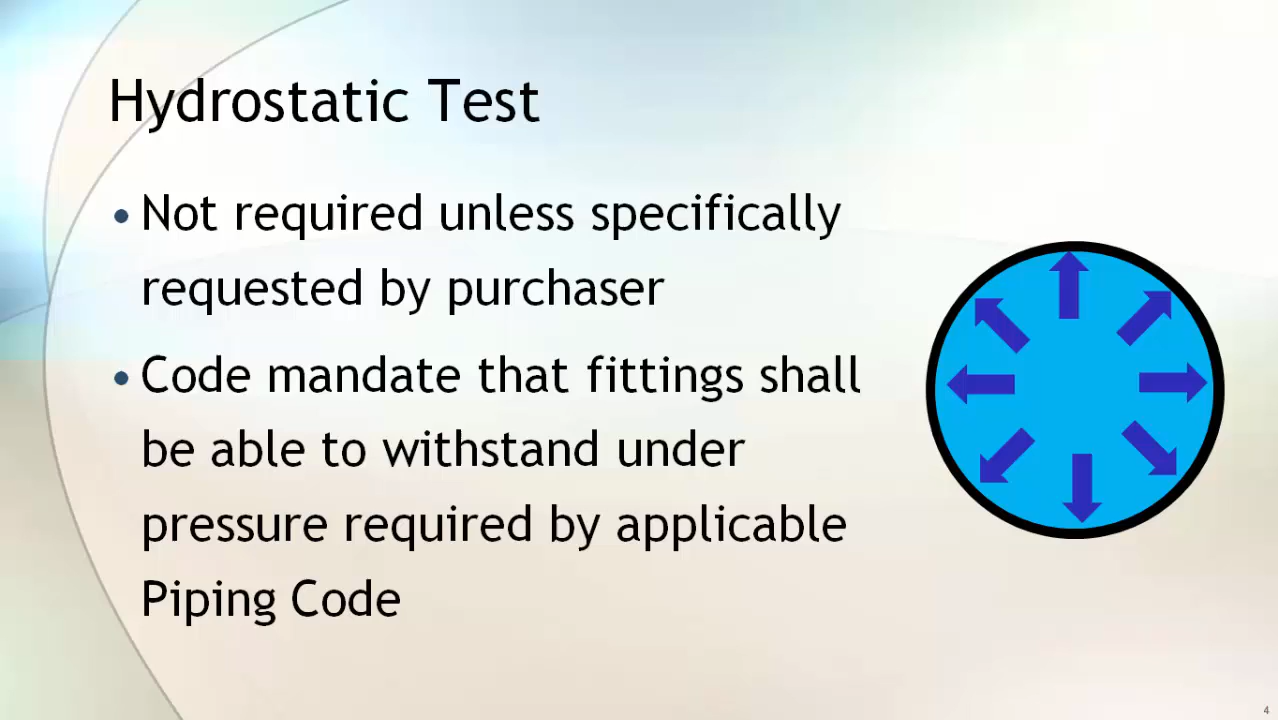 Hydrostatic Test
• Not required unless specifically
requested by purchaser
• Code mandate that fittings shall
be able to withstand under
pressure required by applicable
Piping Code
4